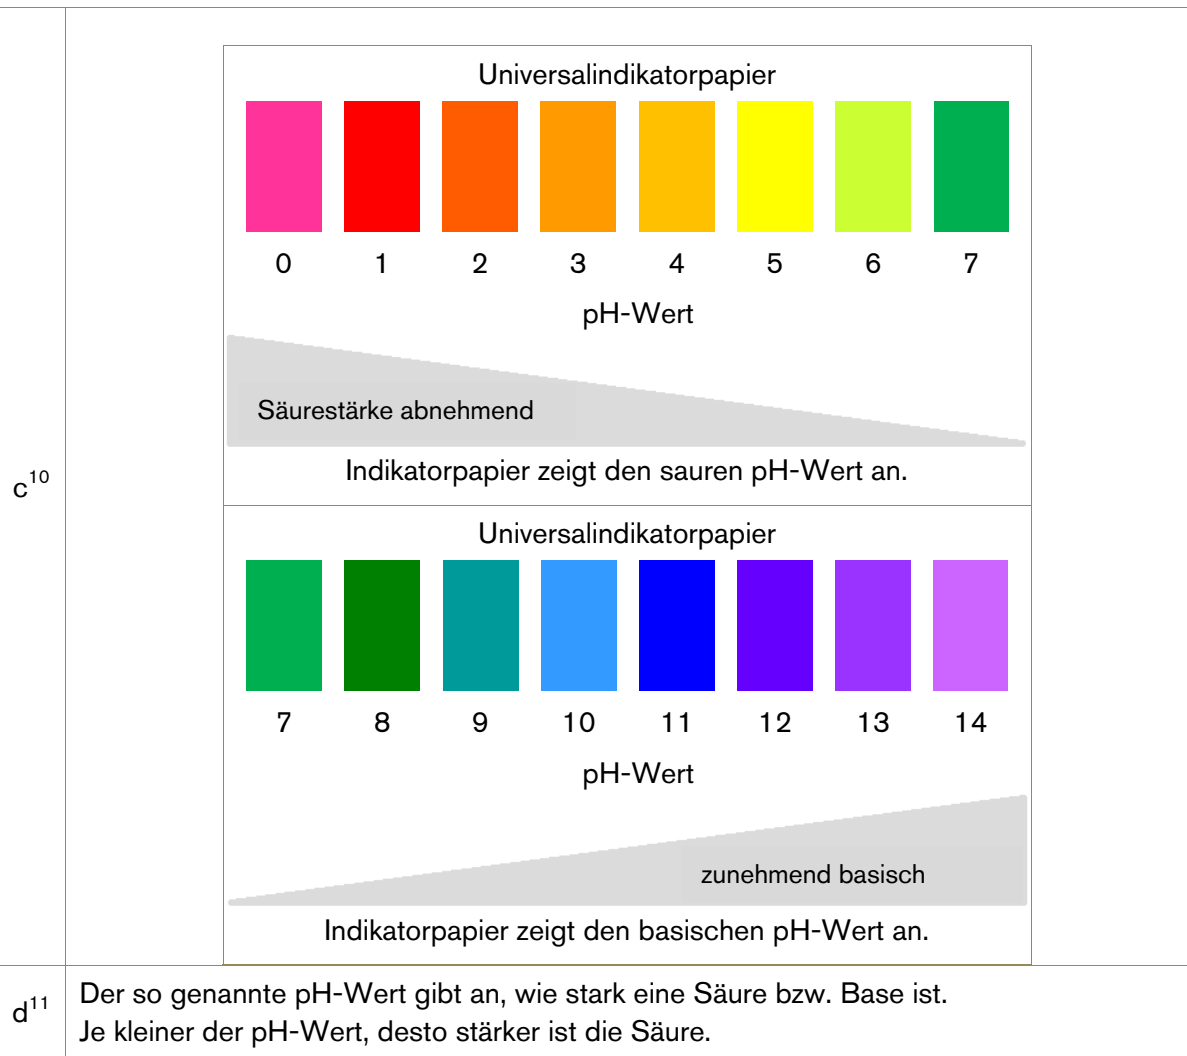 c¹⁰
Universalindikatorpapier
0 1 2 3 4 5 6 7
pH-Wert
Säurestärke abnehmend
Indikatorpapier zeigt den sauren pH-Wert an.
Universalindikatorpapier
7 8 9 10 11 12 13 14
pH-Wert
zunehmend basisch
Indikatorpapier zeigt den basischen pH-Wert an.
d¹¹
Der so genannte pH-Wert gibt an, wie stark eine Säure bzw. Base ist.
Je kleiner der pH-Wert, desto stärker ist die Säure.